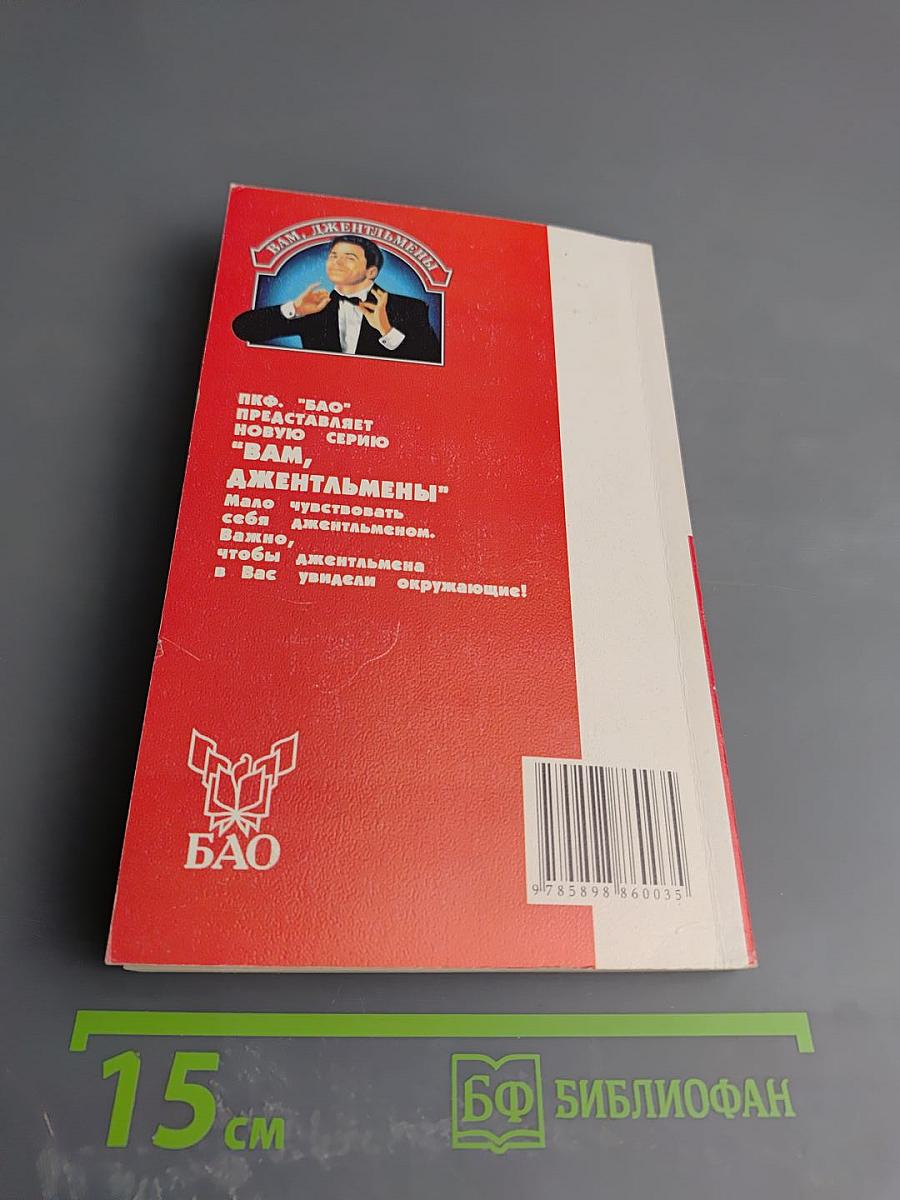 ВАМ, ДЖЕНТЛЬМЕНЫ
ПКФ. "БАО"
ПРЕДСТАВЛЯЕТ
НОВУЮ СЕРИЮ
"ВАМ,
ДЖЕНТЛЬМЕНЫ"
Мало чувствовать
себя джентльменом.
Важно,
чтобы джентльмена
в Вас увидели окружающие!
БАО
9 785898 860035
15 см
БФ БИБЛИОФАН